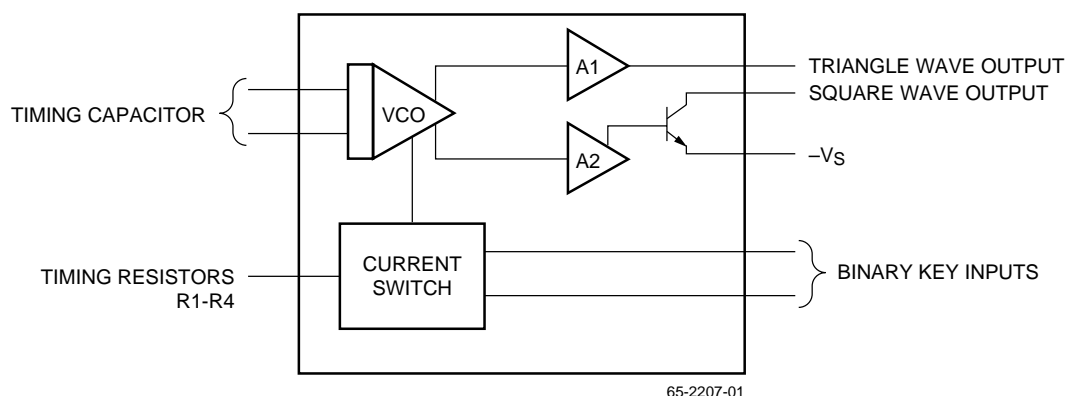 TIMING CAPACITOR
VCO
A1
A2
TRIANGLE WAVE OUTPUT
SQUARE WAVE OUTPUT
–VS
TIMING RESISTORS
R1-R4
CURRENT
SWITCH
BINARY KEY INPUTS
65-2207-01